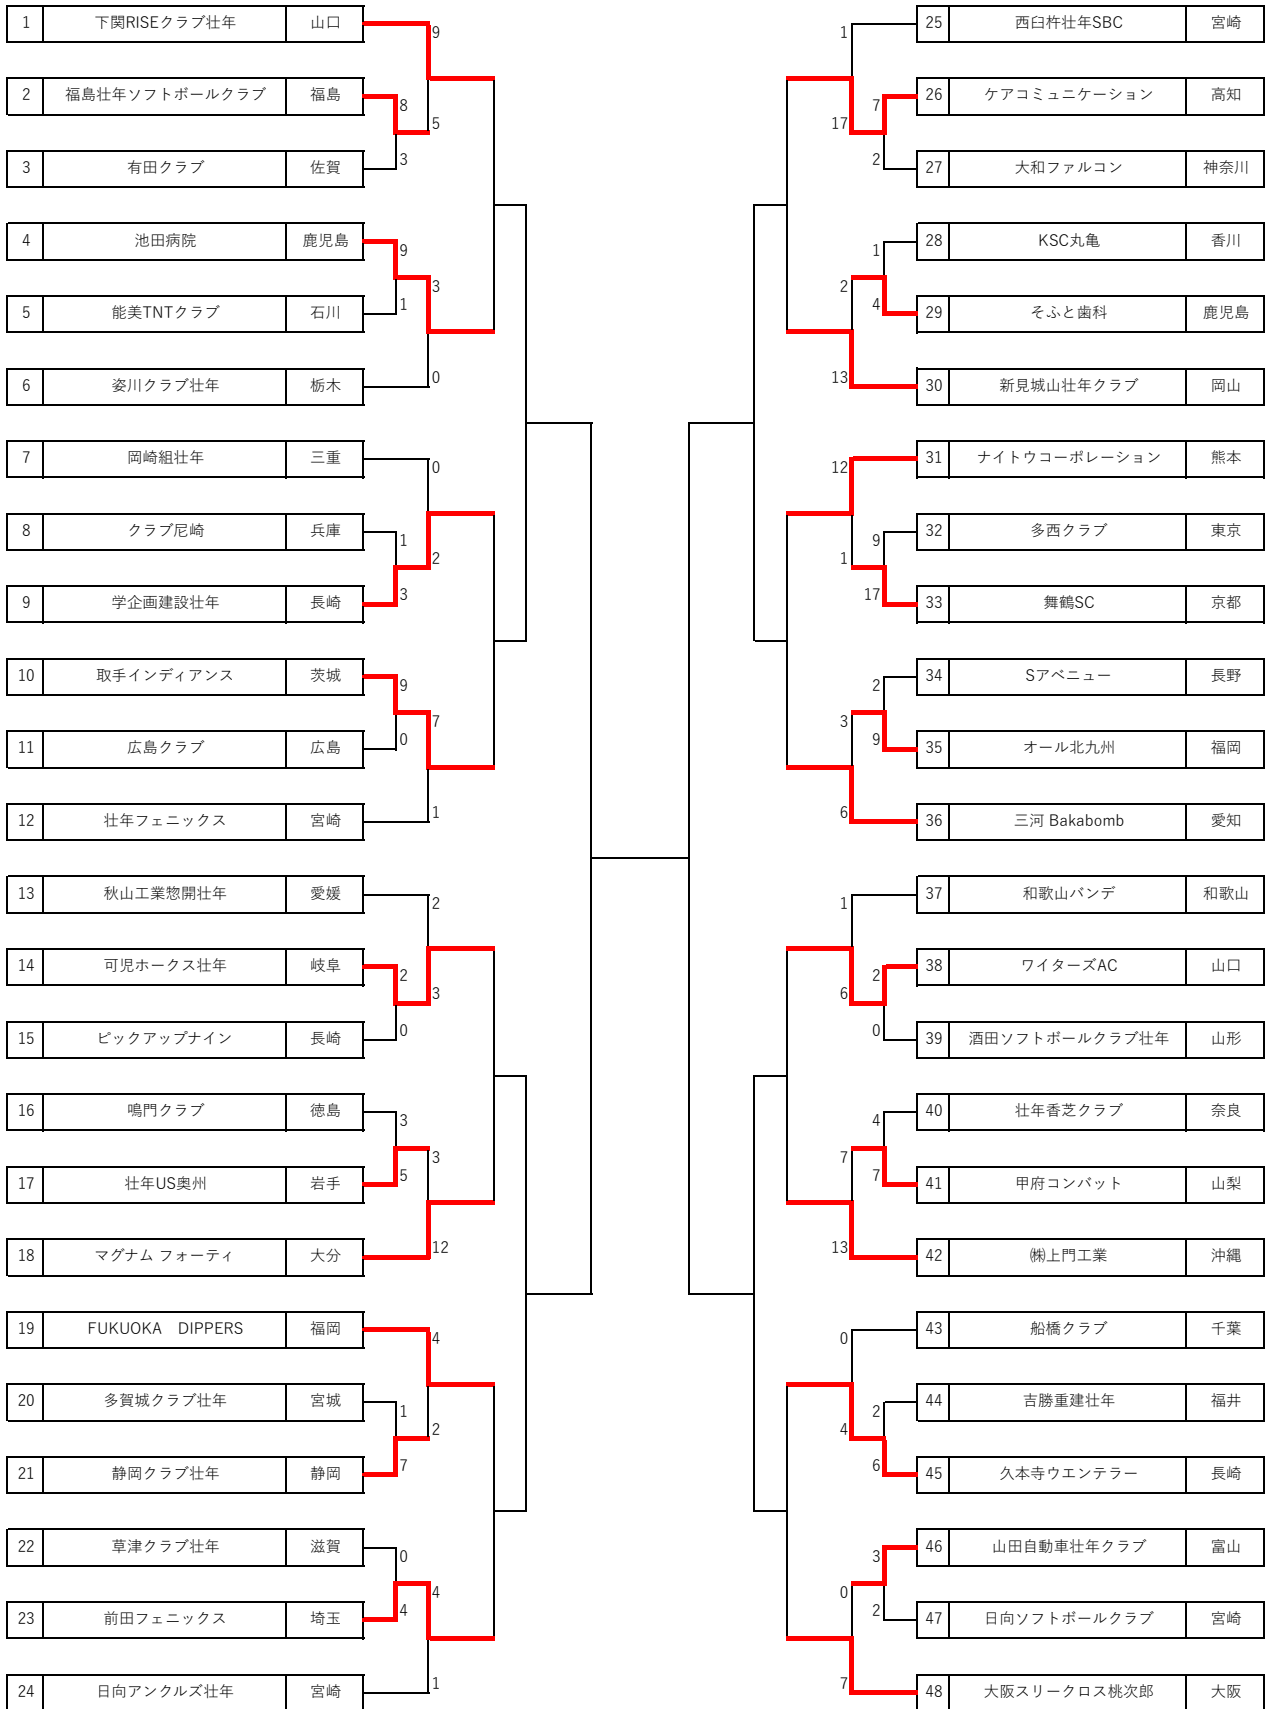 1 下関RISEクラブ壮年 山口
9
2 福島壮年ソフトボールクラブ 福島
8
5
3 有田クラブ 佐賀
3
4 池田病院 鹿児島
9
3
5 能美TNTクラブ 石川
1
6 姿川クラブ壮年 栃木
0
7 岡崎組壮年 三重
0
8 クラブ尼崎 兵庫
1
2
9 学企画建設壮年 長崎
3
10 取手インディアンス 茨城
9
7
11 広島クラブ 広島
0
12 壮年フェニックス 宮崎
1
13 秋山工業惣開壮年 愛媛
2
14 可児ホークス壮年 岐阜
2
3
15 ピックアップナイン 長崎
0
16 鳴門クラブ 徳島
3
3
17 壮年US奥州 岩手
5
18 マグナム フォーティ 大分
12
19 FUKUOKA　DIPPERS 福岡
4
20 多賀城クラブ壮年 宮城
1
2
21 静岡クラブ壮年 静岡
7
22 草津クラブ壮年 滋賀
0
4
23 前田フェニックス 埼玉
4
24 日向アンクルズ壮年 宮崎
1
25 西臼杵壮年SBC 宮崎
1
26 ケアコミュニケーション 高知
7
17
27 大和ファルコン 神奈川
2
28 KSC丸亀 香川
1
2
29 そふと歯科 鹿児島
4
30 新見城山壮年クラブ 岡山
13
31 ナイトウコーポレーション 熊本
12
32 多西クラブ 東京
9
1
33 舞鶴SC 京都
17
34 Sアベニュー 長野
2
3
35 オール北九州 福岡
9
36 三河 Bakabomb 愛知
6
37 和歌山バンデ 和歌山
1
38 ワイターズAC 山口
2
6
39 酒田ソフトボールクラブ壮年 山形
0
40 壮年香芝クラブ 奈良
4
7
41 甲府コンバット 山梨
7
42 ㈱上門工業 沖縄
13
43 船橋クラブ 千葉
0
44 吉勝重建壮年 福井
2
4
45 久本寺ウエンテラー 長崎
6
46 山田自動車壮年クラブ 富山
3
0
47 日向ソフトボールクラブ 宮崎
2
48 大阪スリークロス桃次郎 大阪
7